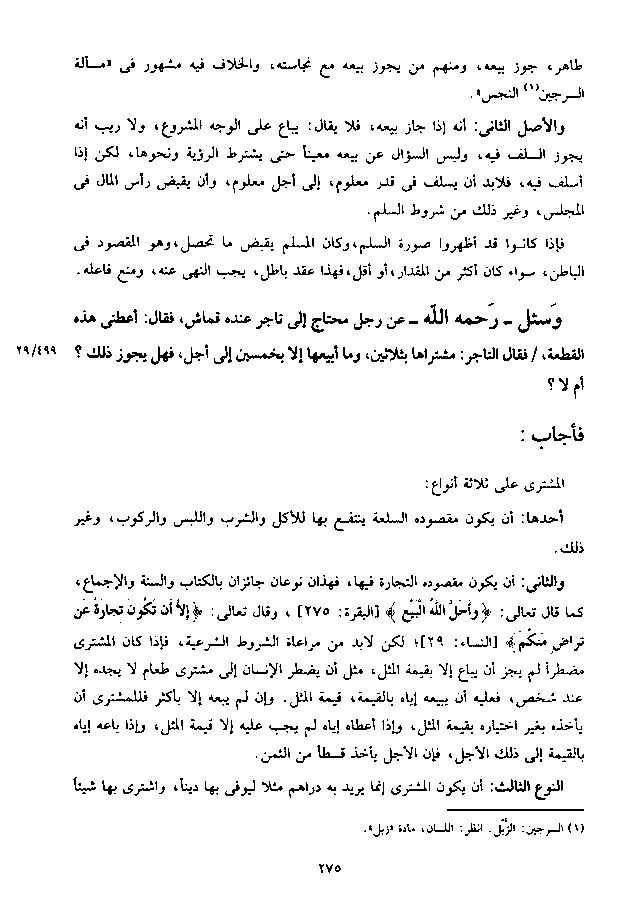 طاهر، جوز بيعه، ومنهم من يجوز بيعه مع نجاسته، والخلاف فيه مشهور فى «مسألة
السرجين(١) النجس».
والأصل الثانى: أنه إذا جاز بيعه، فلا يقال: يباع على الوجه المشروع، ولا ريب أنه
يجوز السلف فيه، وليس السؤال عن بيعه معيناً حتى يشترط الرؤية ونحوها، لكن إذا
أسلف فيه، فلابد أن يسلف فى قدر معلوم، إلى أجل معلوم، وأن يقبض رأس المال فى
المجلس، وغير ذلك من شروط السلم.
فإذا كانوا قد أظهروا صورة السلم، وكان المسلم يقبض ما تحصل، وهو المقصود فى
الباطن، سواء كان أكثر من المقدار، أو أقل، فهذا عقد باطل، يجب النهى عنه، ومنع فاعله.
وَسئل ـ رَحمه اللَّه ـ عن رجل محتاج إلى تاجر عنده قماش، فقال: أعطنى هذه
القطعة، / فقال التاجر: مشتراها بثلاثين، وما أبيعها إلا بخمسين إلى أجل، فهل يجوز ذلك ؟ ٢٩/٤٩٩
أم لا ؟
فأجاب :
المشترى على ثلاثة أنواع:
أحدها: أن يكون مقصوده السلعة ينتفع بها للأكل والشرب واللبس والركوب، وغير
ذلك.
والثانى: أن يكون مقصوده التجارة فيها، فهذان نوعان جائزان بالكتاب والسنة والإجماع،
كما قال تعالى: ﴿وَأَحَلَّ اللَّهُ الْبَيْعَ﴾ [البقرة: ٢٧٥] ، وقال تعالى: ﴿إِلاَّ أَن تَكُونَ تِجَارَةً عَن
تَرَاضٍ مِّنكُمْ﴾ [النساء: ٢٩]؛ لكن لابد من مراعاة الشروط الشرعية، فإذا كان المشترى
مضطراً لم يجز أن يباع إلا بقيمة المثل، مثل أن يضطر الإنسان إلى مشترى طعام لا يجده إلا
عند شخص، فعليه أن يبيعه إياه بالقيمة، قيمة المثل. وإن لم يبعه إلا بأكثر فللمشترى أن
يأخذه بغير اختياره بقيمة المثل، وإذا أعطاه إياه لم يجب عليه إلا قيمة المثل، وإذا باعه إياه
بالقيمة إلى ذلك الأجل، فإن الأجل يأخذ قسطاً من الثمن.
النوع الثالث: أن يكون المشترى إنما يريد به دراهم مثلا ليوفى بها ديناً، واشترى بها شيئاً
(١) السرجين: الزِّبْل. انظر: اللسان، مادة «زبل».
٢٧٥